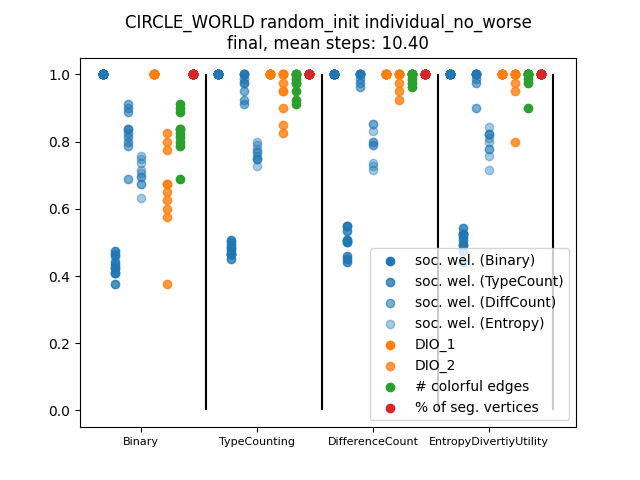 CIRCLE_WORLD random_init individual_no_worse
final, mean steps: 10.40
1.0
0.8
0.6
0.4
0.2
0.0
soc. wel. (Binary)
soc. wel. (TypeCount)
soc. wel. (DiffCount)
soc. wel. (Entropy)
DIO_1
DIO_2
# colorful edges
% of seg. vertices
Binary
TypeCounting
DifferenceCount
EntropyDivertiyUtility